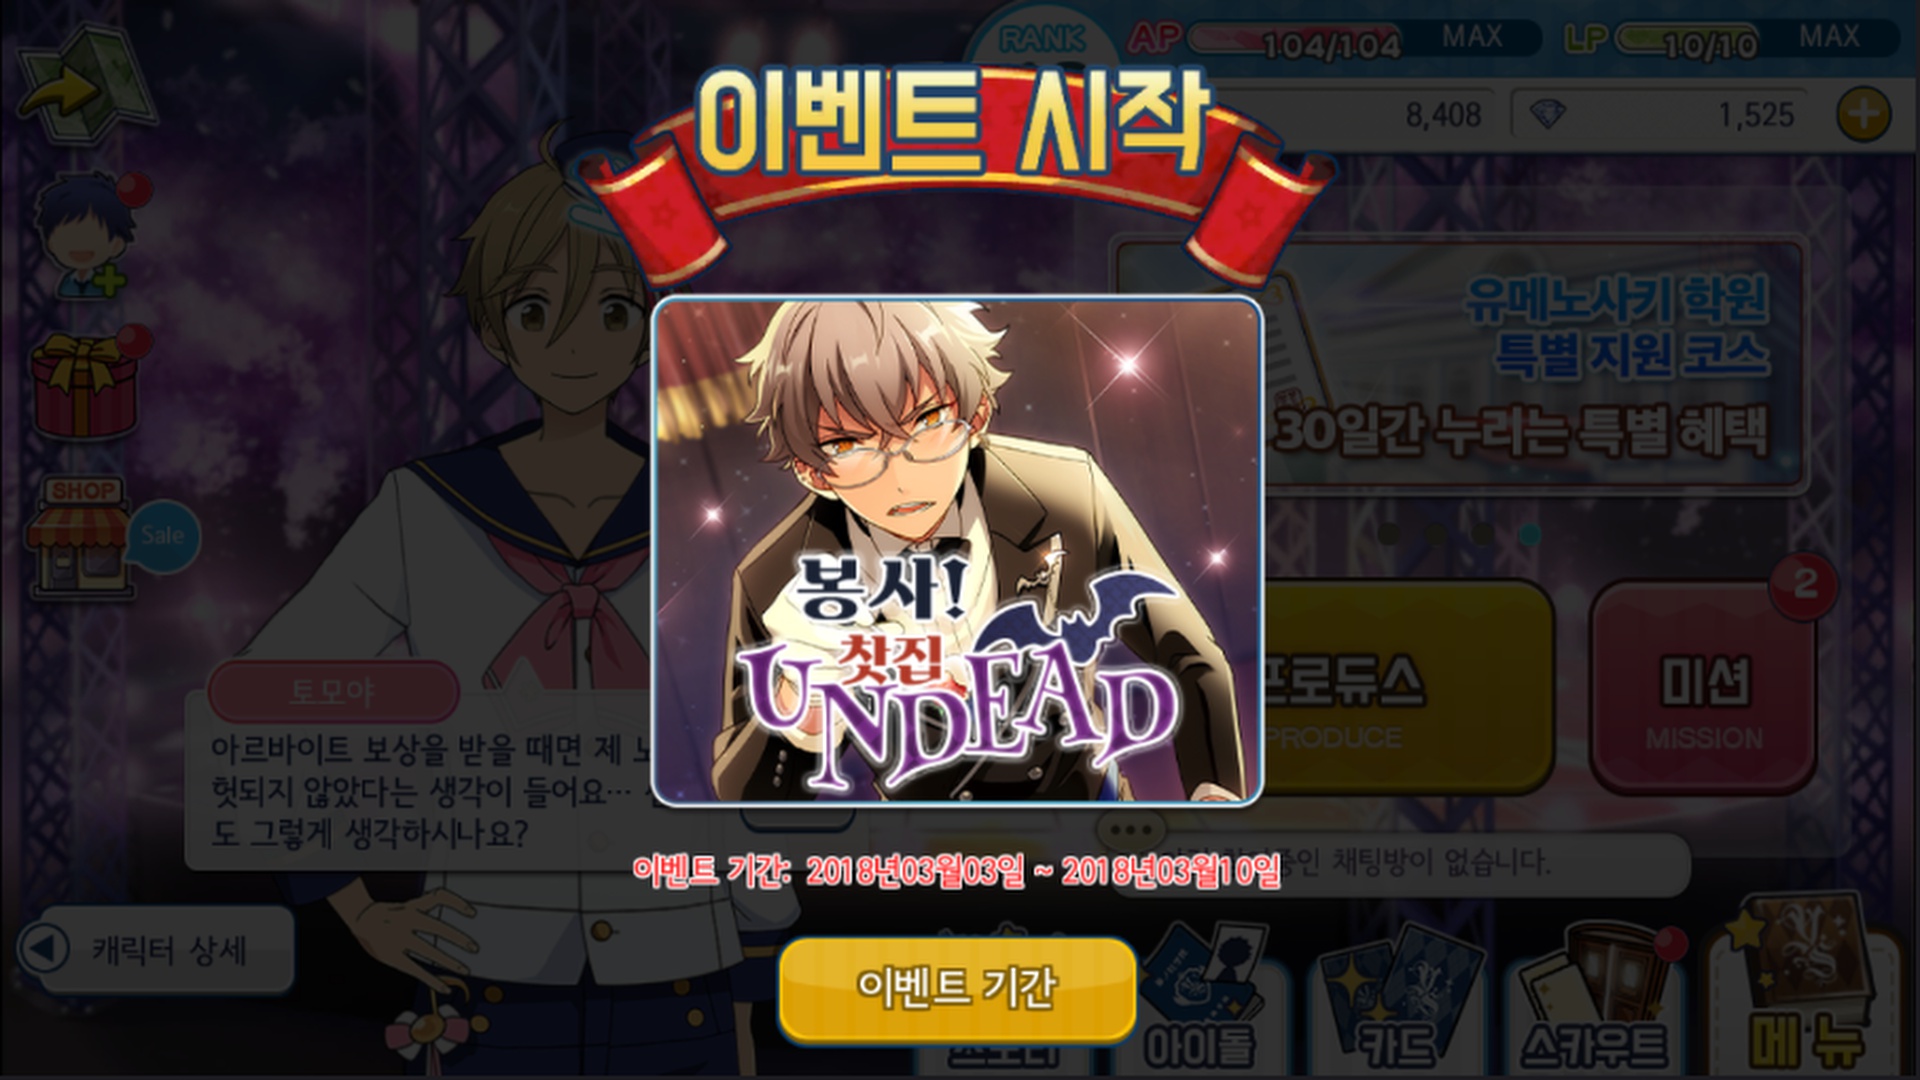 RANK
AP 104/104 MAX
LP 10/10 MAX
이벤트 시작
8,408
1,525
유메노사키 학원
특별 지원 코스
30일간 누리는 특별 혜택
SHOP
Sale
봉사!
찻집
UNDEAD
2
프로듀스
PRODUCE
미션
MISSION
토모야
아르바이트 보상을 받을 때면 제 노
헛되지 않았다는 생각이 들어요…
도 그렇게 생각하시나요?
중인 채팅방이 없습니다.
이벤트 기간: 2018년03월03일 ~ 2018년03월10일
캐릭터 상세
이벤트 기간
아이돌
카드
스카우트
메뉴